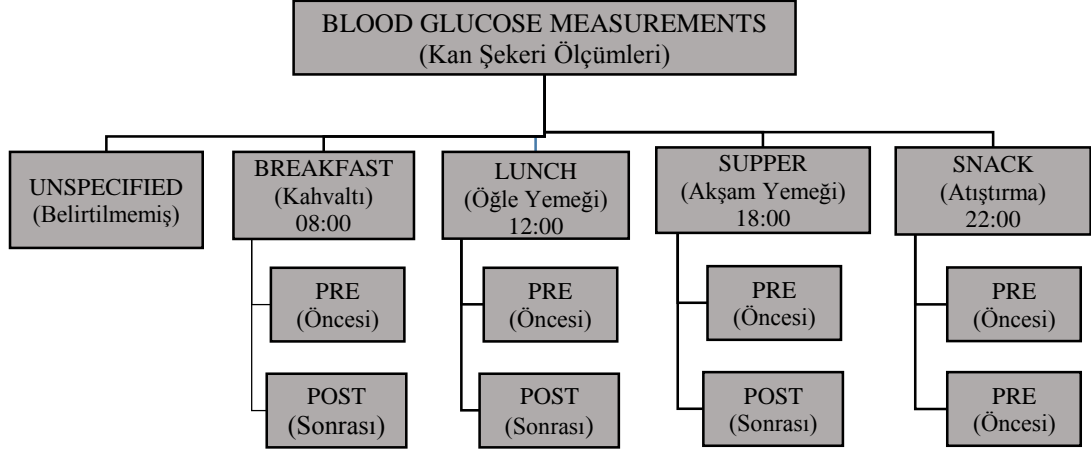 BLOOD GLUCOSE MEASUREMENTS
(Kan Şekeri Ölçümleri)
UNSPECIFIED
(Belirtilmemiş)
BREAKFAST
(Kahvaltı)
08:00
PRE
(Öncesi)
POST
(Sonrası)
LUNCH
(Öğle Yemeği)
12:00
PRE
(Öncesi)
POST
(Sonrası)
SUPPER
(Akşam Yemeği)
18:00
PRE
(Öncesi)
POST
(Sonrası)
SNACK
(Atıştırma)
22:00
PRE
(Öncesi)
PRE
(Öncesi)